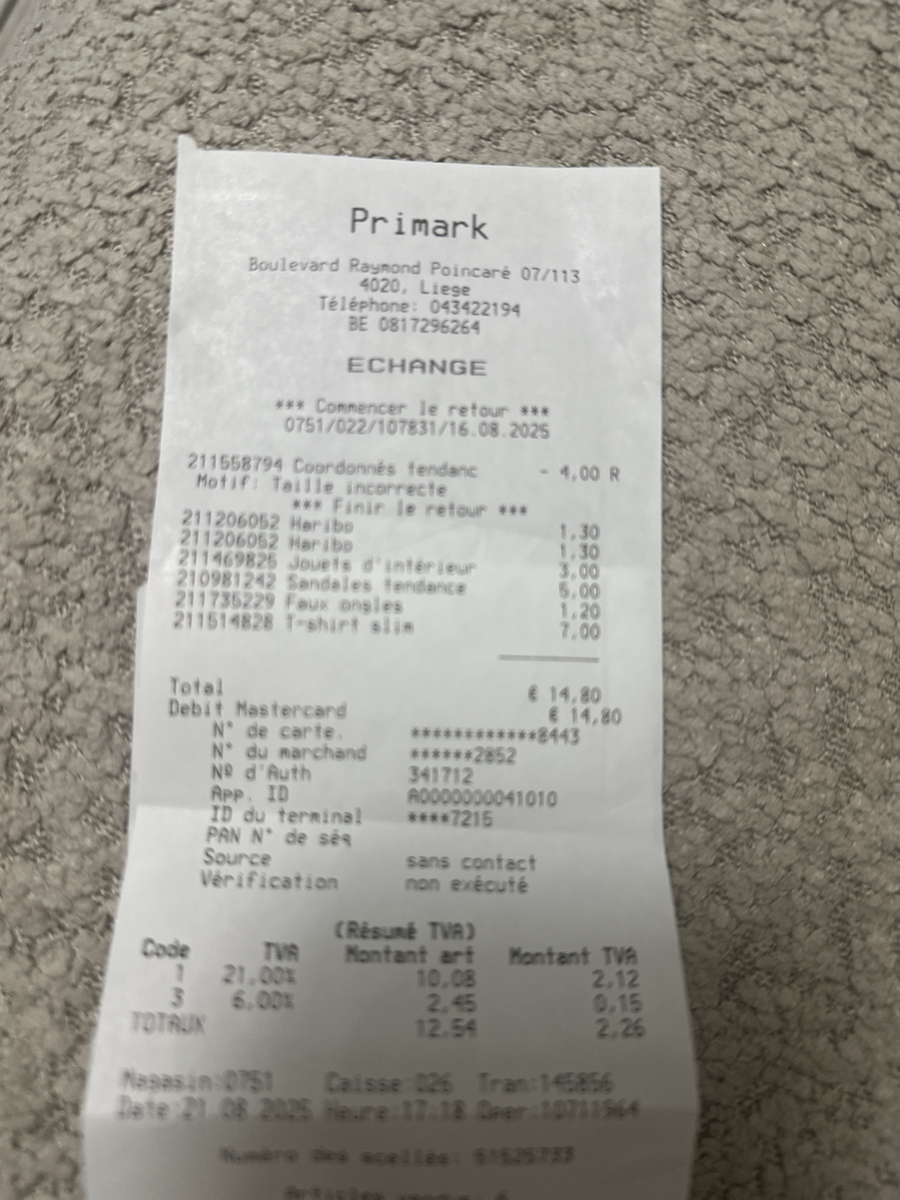 Primark
Boulevard Raymond Poincaré 07/113
4020, Liege
Téléphone: 043422194
BE 0817296264
ECHANGE
*** Commencer le retour ***
0751/022/107831/16.08.2025
211558794 Coordonnés tendanc - 4,00 R
Motif: Taille incorrecte
*** Finir le retour ***
211206052 Haribo 1,30
211206052 Haribo 1,30
211469825 Jouets d'intérieur 3,00
210981242 Sandales tendance 5,00
211735229 Faux ongles 1,20
211514828 T-shirt slim 7,00
Total € 14,80
Debit Mastercard € 14,80
N° de carte. ************8443
N° du marchand ******2852
Nº d'Auth 341712
App. ID A0000000041010
ID du terminal ****7215
PAN N° de séq
Source sans contact
Vérification non exécuté
(Résumé TVA)
Code TVA Montant art Montant TVA
1 21,00% 10,08 2,12
3 6,00% 2,45 0,15
TOTAUX 12,54 2,26
Magasin:0751 Caisse:026 Tran:145856
Date:21.08.2025 Heure:17:18 Oper:10711964
Numéro des scellés: 61525733